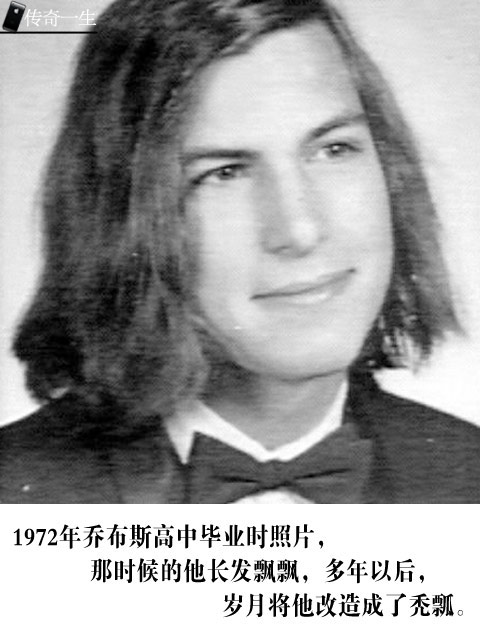 传奇一生
1972年乔布斯高中毕业时照片，
那时候的他长发飘飘，多年以后，
岁月将他改造成了秃瓢。